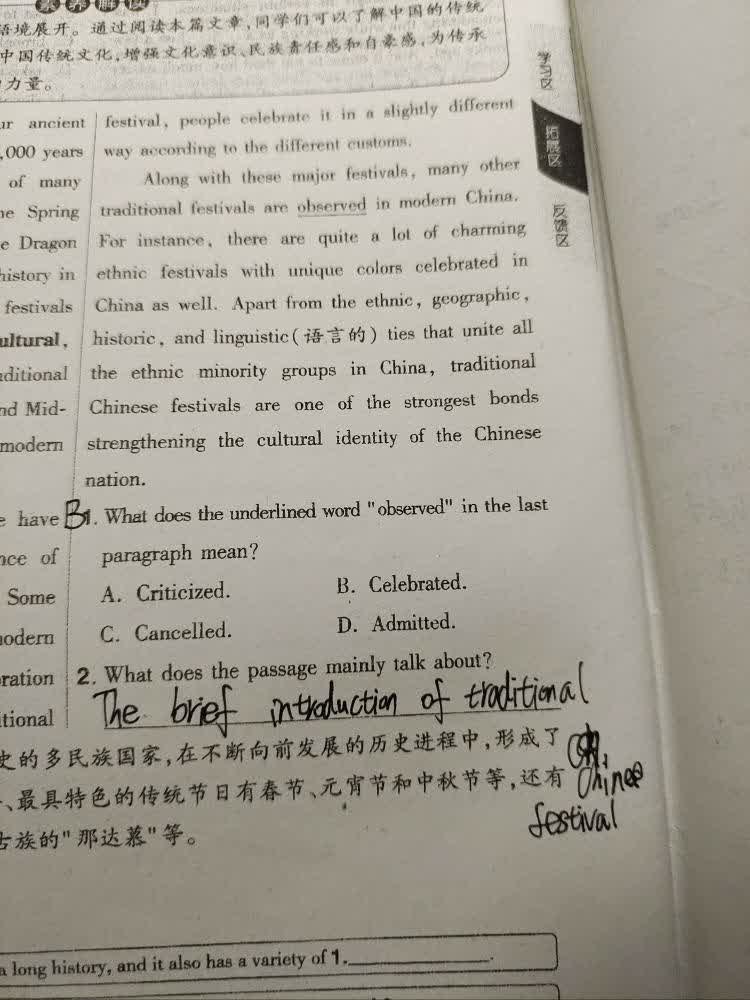 素养解读
语境展开。通过阅读本篇文章,同学们可以了解中国的传统
中国传统文化,增强文化意识、民族责任感和自豪感,为传承
力量。
学习区
拓展区
反馈区
ur ancient
,000 years
of many
he Spring
e Dragon
history in
festivals
ultural,
aditional
nd Mid-
modern
e have
nce of
Some
modern
ration
tional
festival, people celebrate it in a slightly different
way according to the different customs.
Along with these major festivals, many other
traditional festivals are observed in modern China.
For instance, there are quite a lot of charming
ethnic festivals with unique colors celebrated in
China as well. Apart from the ethnic, geographic,
historic, and linguistic(语言的) ties that unite all
the ethnic minority groups in China, traditional
Chinese festivals are one of the strongest bonds
strengthening the cultural identity of the Chinese
nation.
B 1. What does the underlined word "observed" in the last
paragraph mean?
A. Criticized. B. Celebrated.
C. Cancelled. D. Admitted.
2. What does the passage mainly talk about?
The brief introduction of traditional
Chinee
festival
史的多民族国家,在不断向前发展的历史进程中,形成了
、最具特色的传统节日有春节、元宵节和中秋节等,还有
古族的"那达慕"等。
a long history, and it also has a variety of 1.____________.